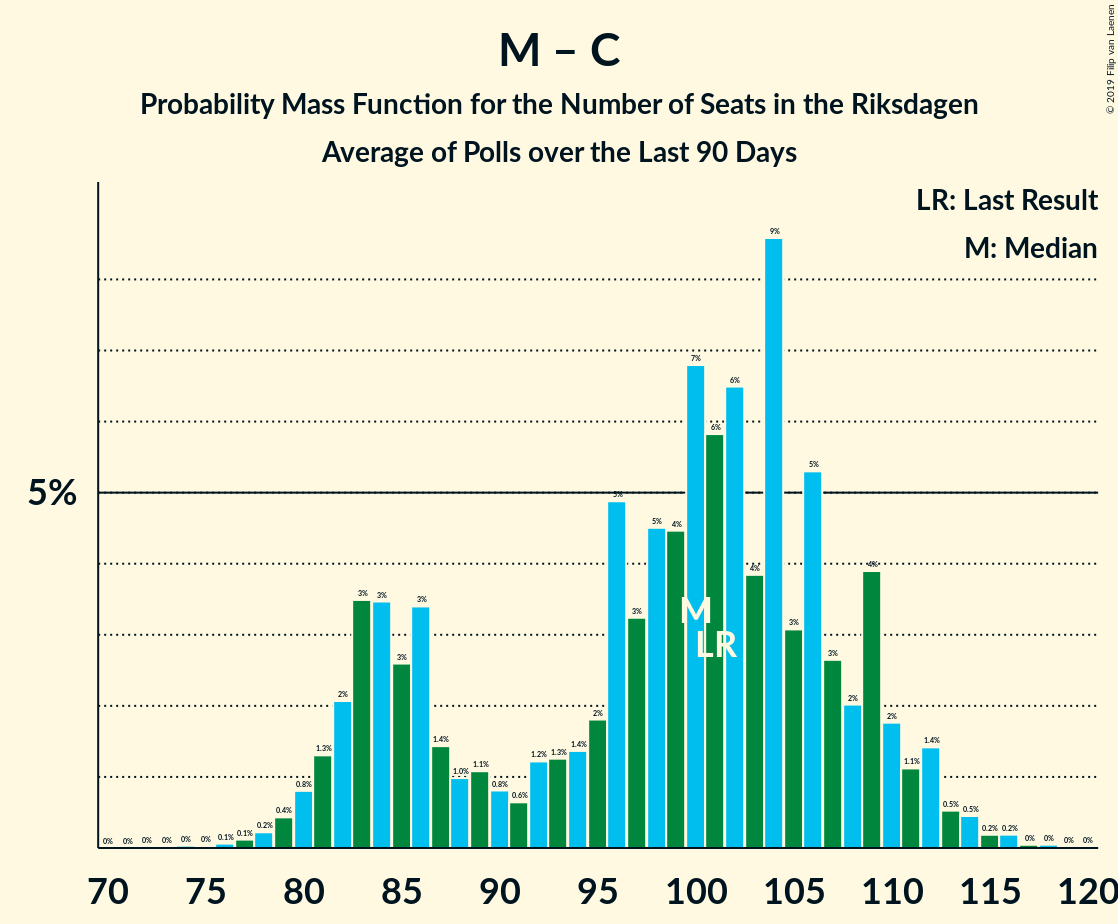 © 2019 Filip van Laenen
M – C
Probability Mass Function for the Number of Seats in the Riksdagen
Average of Polls over the Last 90 Days
LR: Last Result
M: Median
5%
0% 0% 0% 0% 0% 0% 0.1% 0.1% 0.2% 0.4% 0.8% 1.3% 2% 3% 3% 3% 3% 1.4% 1.0% 1.1% 0.8% 0.6% 1.2% 1.3% 1.4% 2% 5% 3% 5% 4% 7% 6% 6% 4% 9% 3% 5% 3% 2% 4% 2% 1.1% 1.4% 0.5% 0.5% 0.2% 0.2% 0% 0% 0% 0%
M
LR
70 75 80 85 90 95 100 105 110 115 120